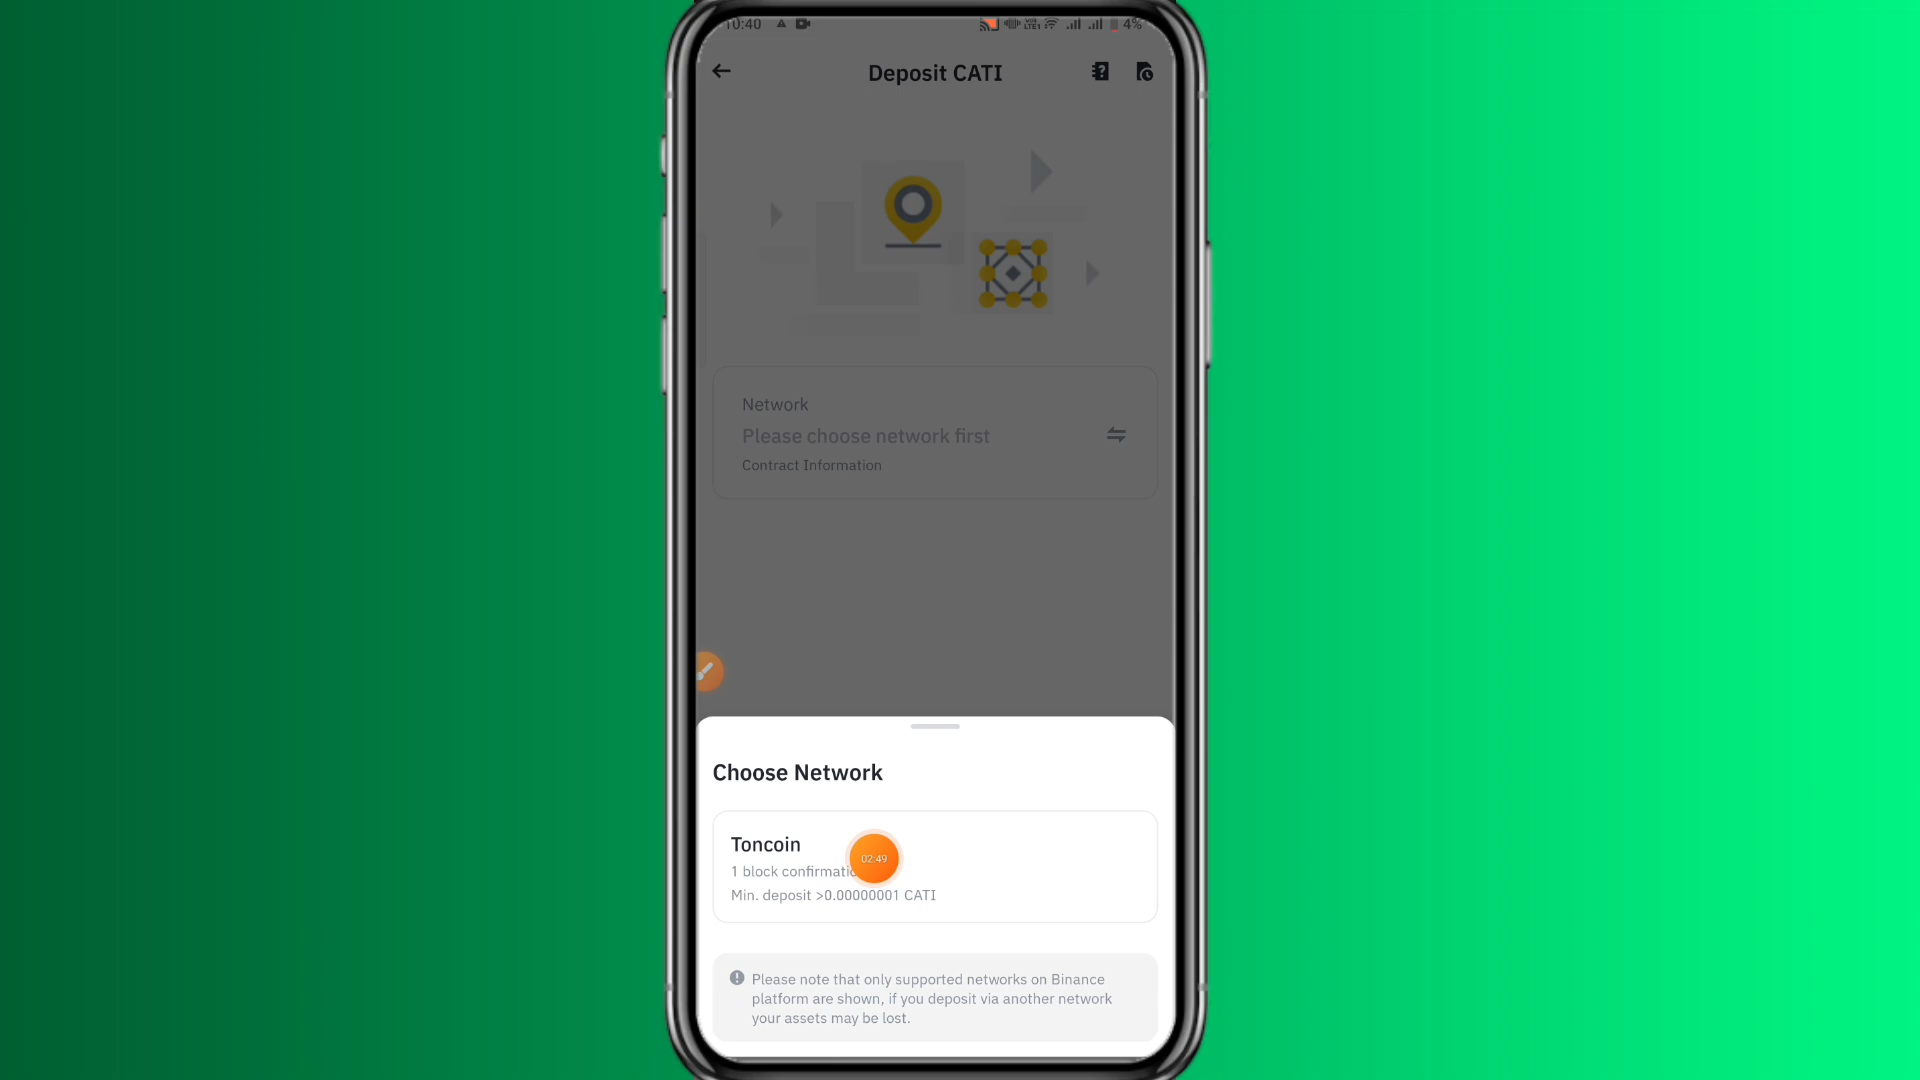 10:40 4%
Deposit CATI
Network
Please choose network first
Contract Information
Choose Network
Toncoin
02:49
1 block confirmatio
Min. deposit >0.00000001 CATI
Please note that only supported networks on Binance
platform are shown, if you deposit via another network
your assets may be lost.